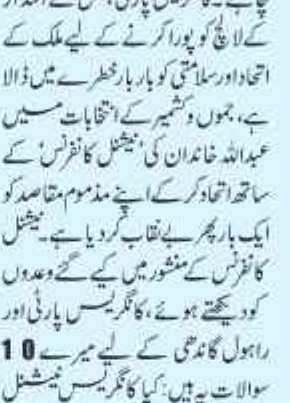 کے لالچ کو پورا کرنے کے لیے ملک کے
اتحاد اور سلامتی کو بار بار خطرے میں ڈالا
ہے، جموں و کشمیر کے انتخابات میں
عبداللہ خاندان کی 'نیشنل کانفرنس' کے
ساتھ اتحاد کر کے اپنے مذموم مقاصد کو
ایک بار پھر بے نقاب کر دیا ہے۔ نیشنل
کانفرنس کے منشور میں کیے گئے وعدوں
کو دیکھتے ہوئے، کانگریس پارٹی اور
راہول گاندھی کے لیے میرے 10
سوالات یہ ہیں: کیا کانگریس نیشنل